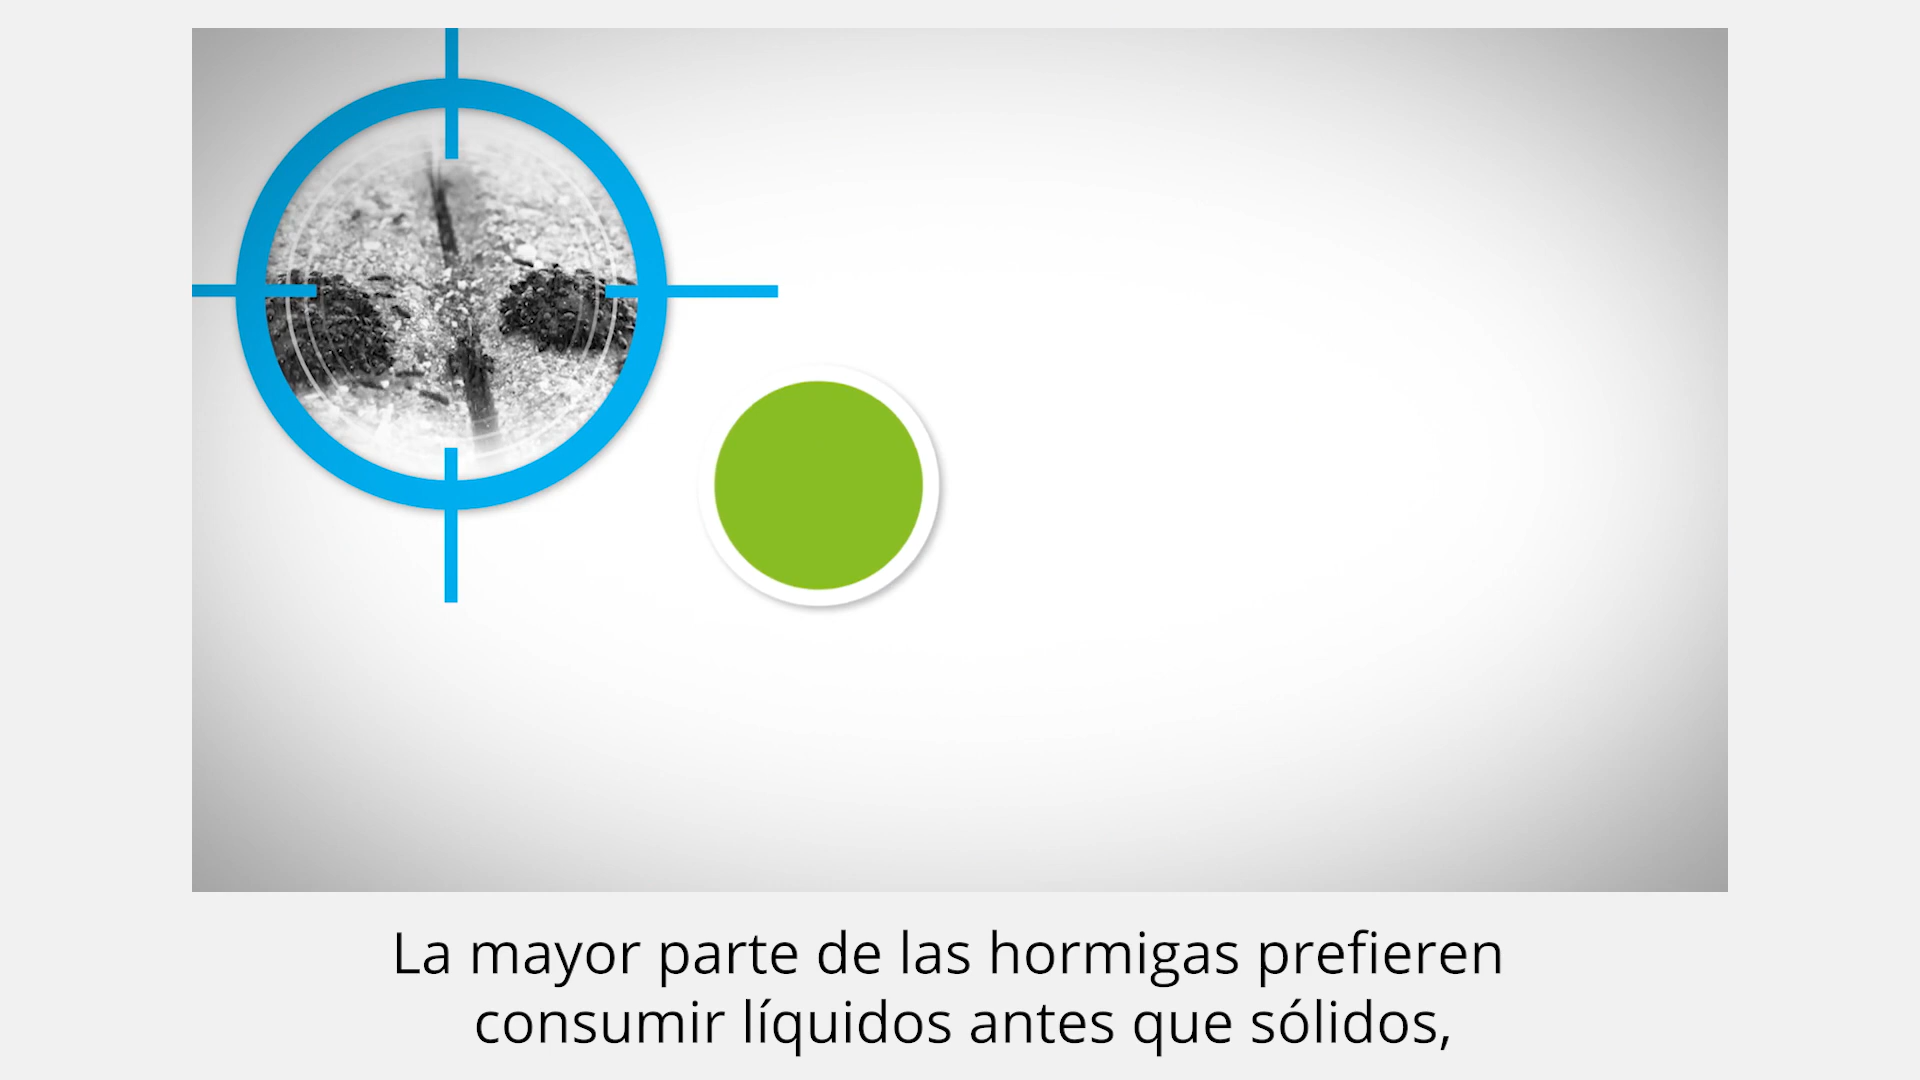 La mayor parte de las hormigas prefieren
consumir líquidos antes que sólidos,